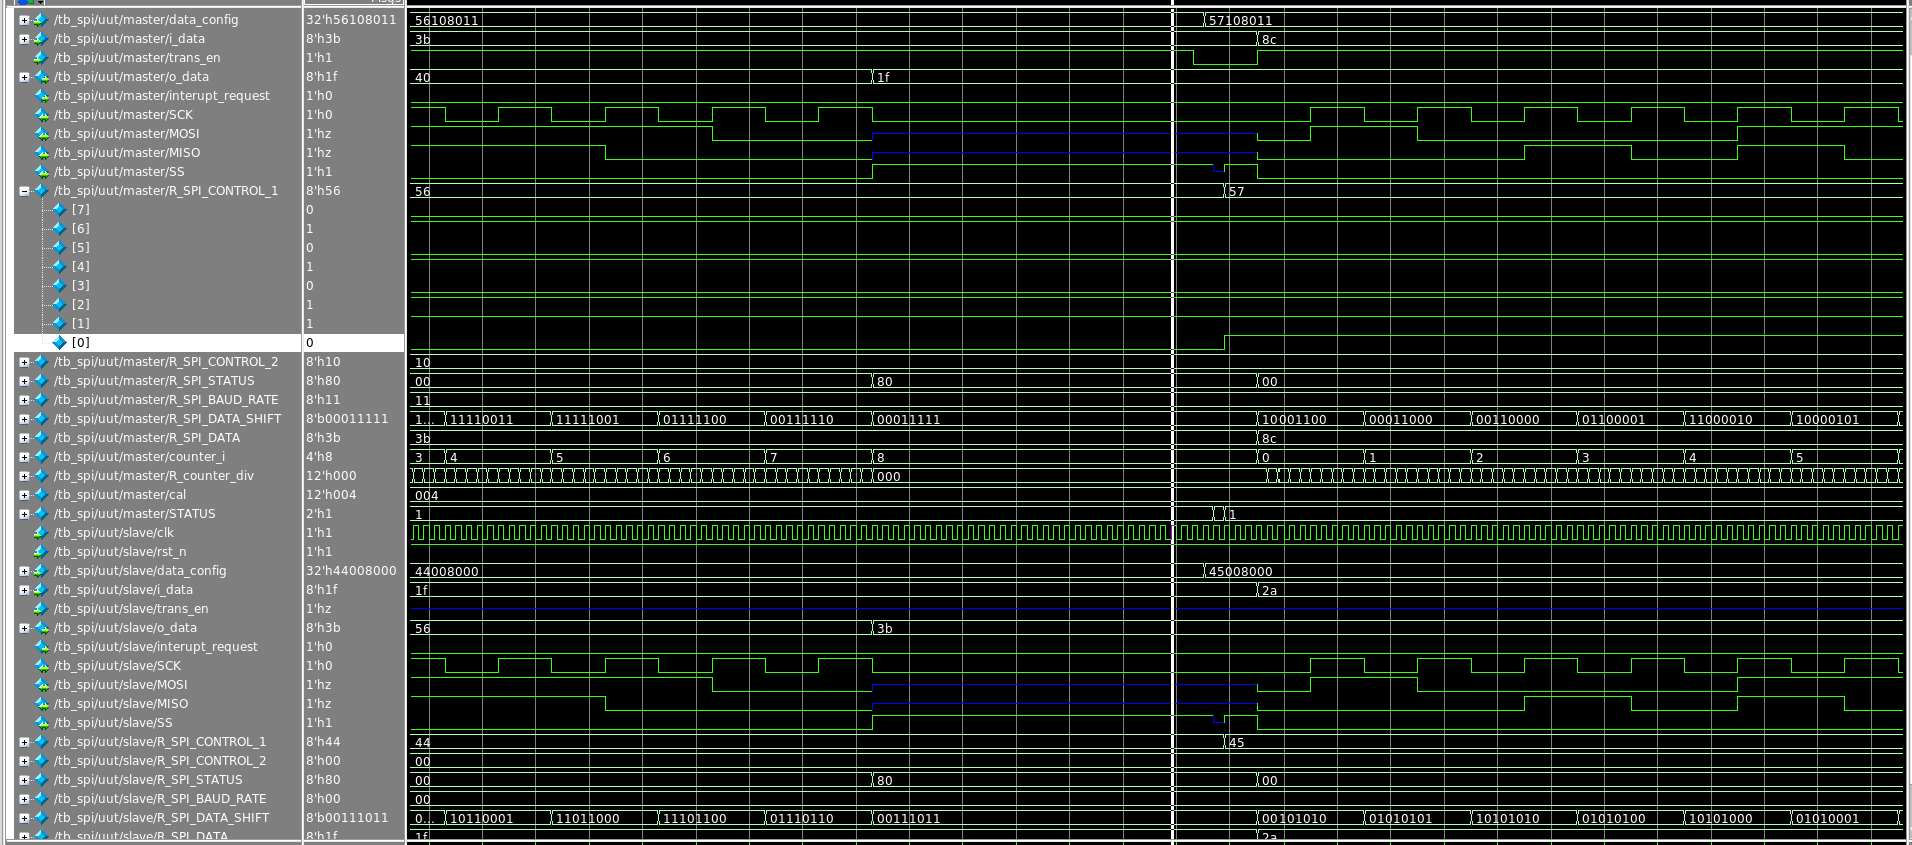 Msgs
/tb_spi/uut/master/data_config 32'h56108011 56108011 57108011
/tb_spi/uut/master/i_data 8'h3b 3b 8c
/tb_spi/uut/master/trans_en 1'h1
/tb_spi/uut/master/o_data 8'h1f 40 1f
/tb_spi/uut/master/interupt_request 1'h0
/tb_spi/uut/master/SCK 1'h0
/tb_spi/uut/master/MOSI 1'hz
/tb_spi/uut/master/MISO 1'hz
/tb_spi/uut/master/SS 1'h1
/tb_spi/uut/master/R_SPI_CONTROL_1 8'h56 56 57
[7] 0
[6] 1
[5] 0
[4] 1
[3] 0
[2] 1
[1] 1
[0] 0
/tb_spi/uut/master/R_SPI_CONTROL_2 8'h10 10
/tb_spi/uut/master/R_SPI_STATUS 8'h80 00 80 00
/tb_spi/uut/master/R_SPI_BAUD_RATE 8'h11 11
/tb_spi/uut/master/R_SPI_DATA_SHIFT 8'b00011111 1... 11110011 11111001 01111100 00111110 00011111 10001100 00011000 00110000 01100001 11000010 10000101
/tb_spi/uut/master/R_SPI_DATA 8'h3b 3b 8c
/tb_spi/uut/master/counter_i 4'h8 3 4 5 6 7 8 0 1 2 3 4 5
/tb_spi/uut/master/R_counter_div 12'h000 000
/tb_spi/uut/master/cal 12'h004 004
/tb_spi/uut/master/STATUS 2'h1 1 1
/tb_spi/uut/slave/clk 1'h1
/tb_spi/uut/slave/rst_n 1'h1
/tb_spi/uut/slave/data_config 32'h44008000 44008000 45008000
/tb_spi/uut/slave/i_data 8'h1f 1f 2a
/tb_spi/uut/slave/trans_en 1'hz
/tb_spi/uut/slave/o_data 8'h3b 56 3b
/tb_spi/uut/slave/interupt_request 1'h0
/tb_spi/uut/slave/SCK 1'h0
/tb_spi/uut/slave/MOSI 1'hz
/tb_spi/uut/slave/MISO 1'hz
/tb_spi/uut/slave/SS 1'h1
/tb_spi/uut/slave/R_SPI_CONTROL_1 8'h44 44 45
/tb_spi/uut/slave/R_SPI_CONTROL_2 8'h00 00
/tb_spi/uut/slave/R_SPI_STATUS 8'h80 00 80 00
/tb_spi/uut/slave/R_SPI_BAUD_RATE 8'h00 00
/tb_spi/uut/slave/R_SPI_DATA_SHIFT 8'b00111011 0... 10110001 11011000 11101100 01110110 00111011 00101010 01010101 10101010 01010100 10101000 01010001
/tb_spi/uut/slave/R_SPI_DATA 8'h1f 1f 2a